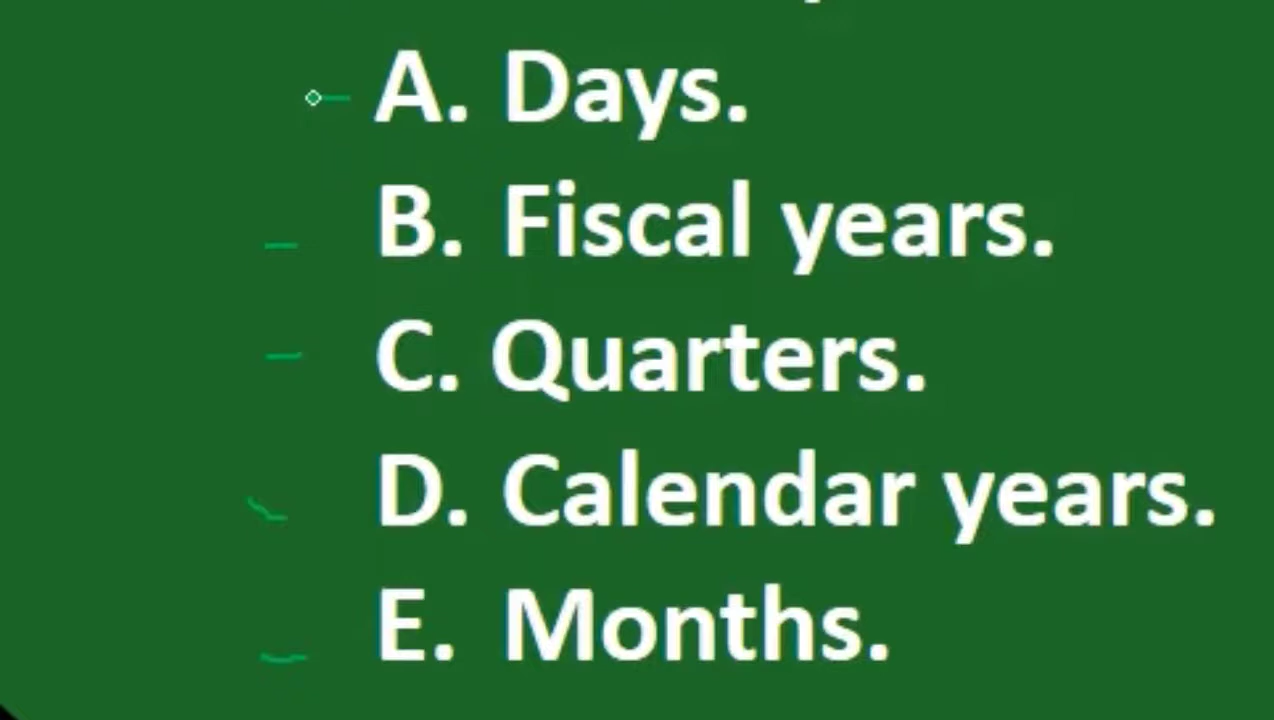 A. Days.
B. Fiscal years.
C. Quarters.
D. Calendar years.
E. Months.